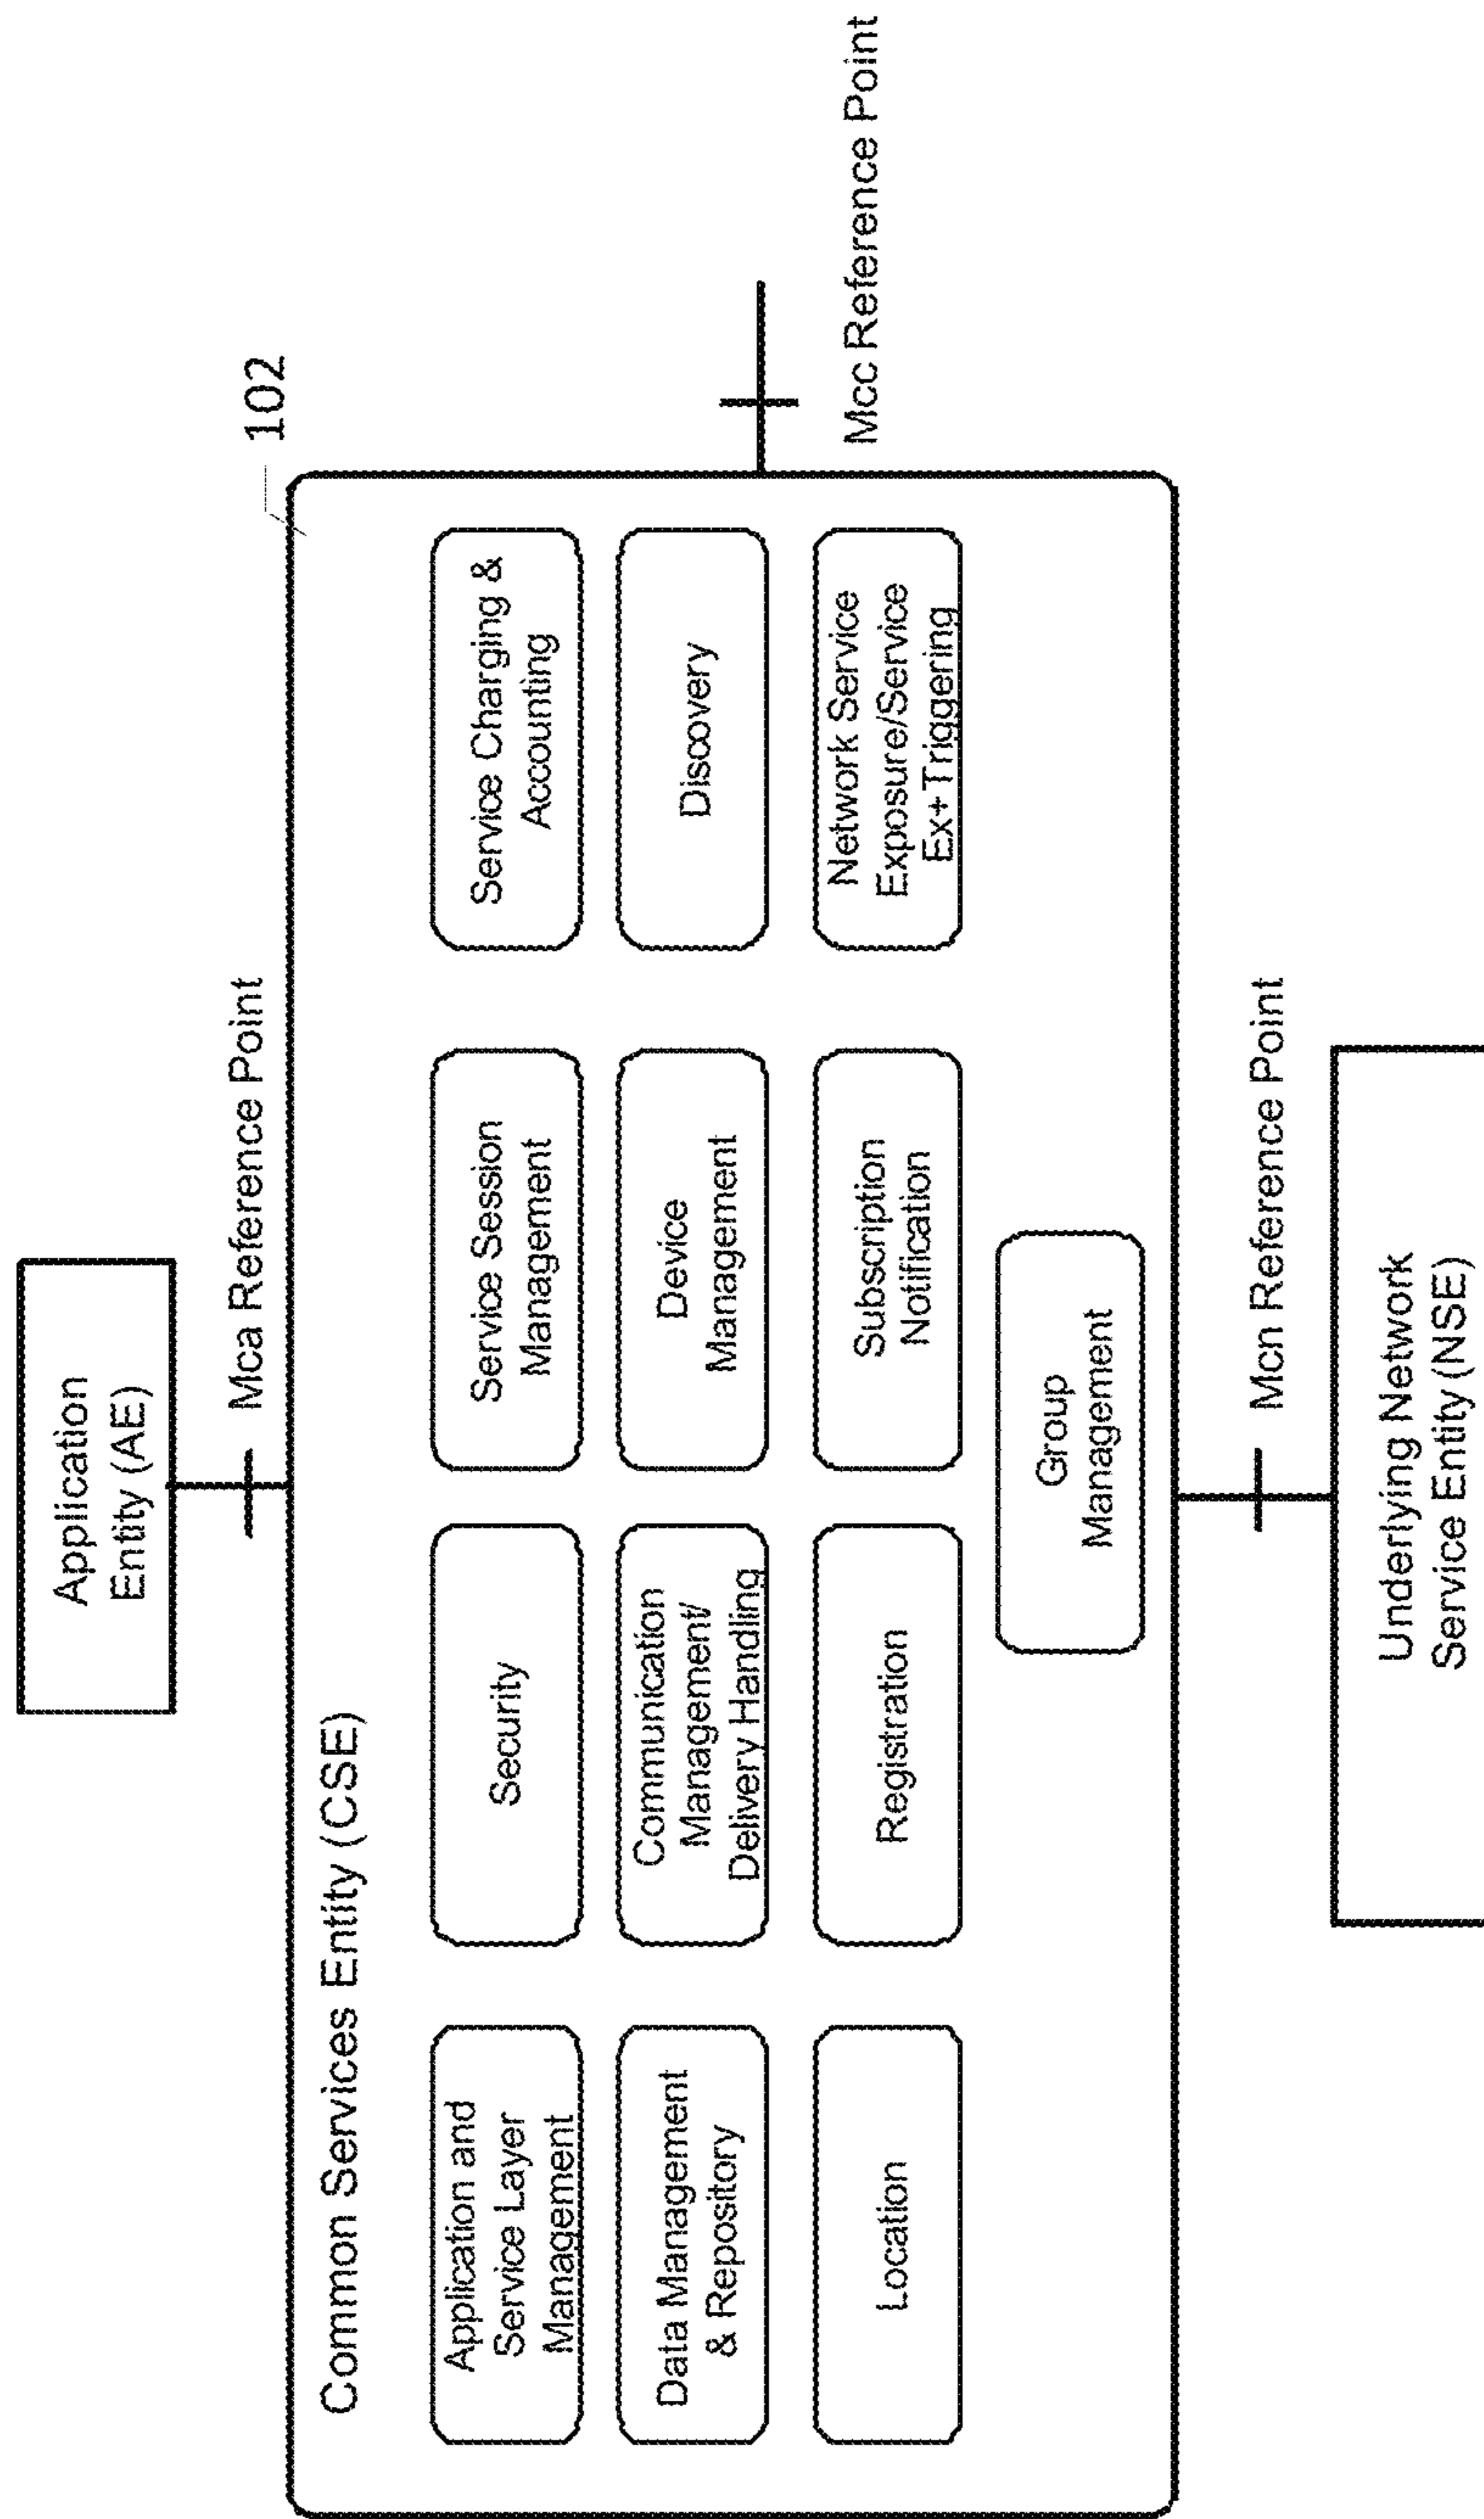 Application
Entity (AE)
Mca Reference Point
102
Common Services Entity (CSE)
Application and
Service Layer
Management
Security
Service Session
Management
Service Charging &
Accounting
Data Management
& Repository
Communication
Management/
Delivery Handling
Device
Management
Discovery
Location
Registration
Subscription
Notification
Network Service
Exposure/Service
Ex+Triggering
Group
Management
Mcc Reference Point
Mcn Reference Point
Underlying Network
Service Entity (NSE)